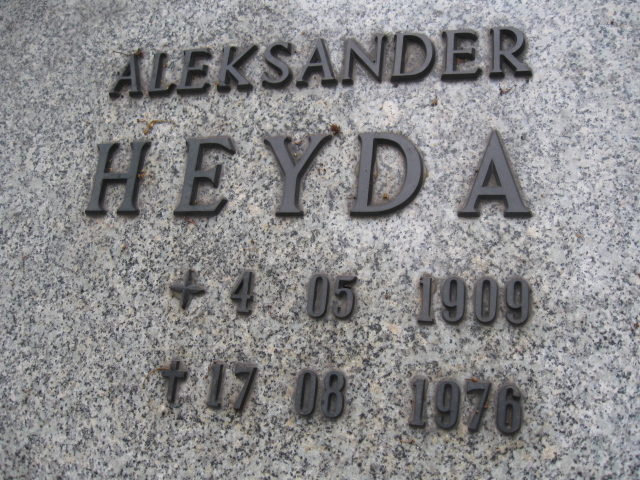 ALEKSANDER
HEYDA
+ 4 05 1909
† 17 08 1976